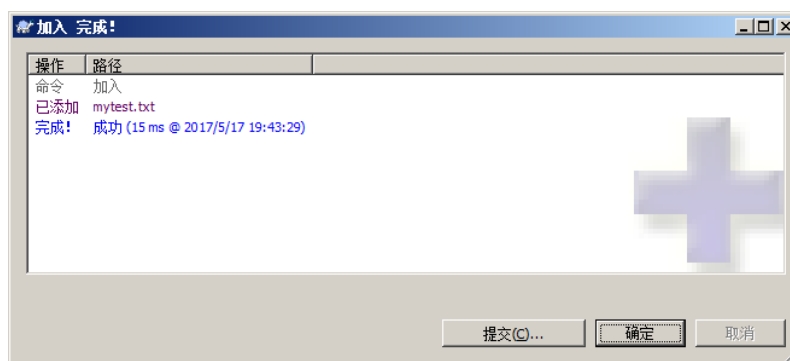 加入 完成!
操作 路径
命令 加入
已添加 mytest.txt
完成! 成功 (15 ms @ 2017/5/17 19:43:29)
提交(C)... 确定 取消